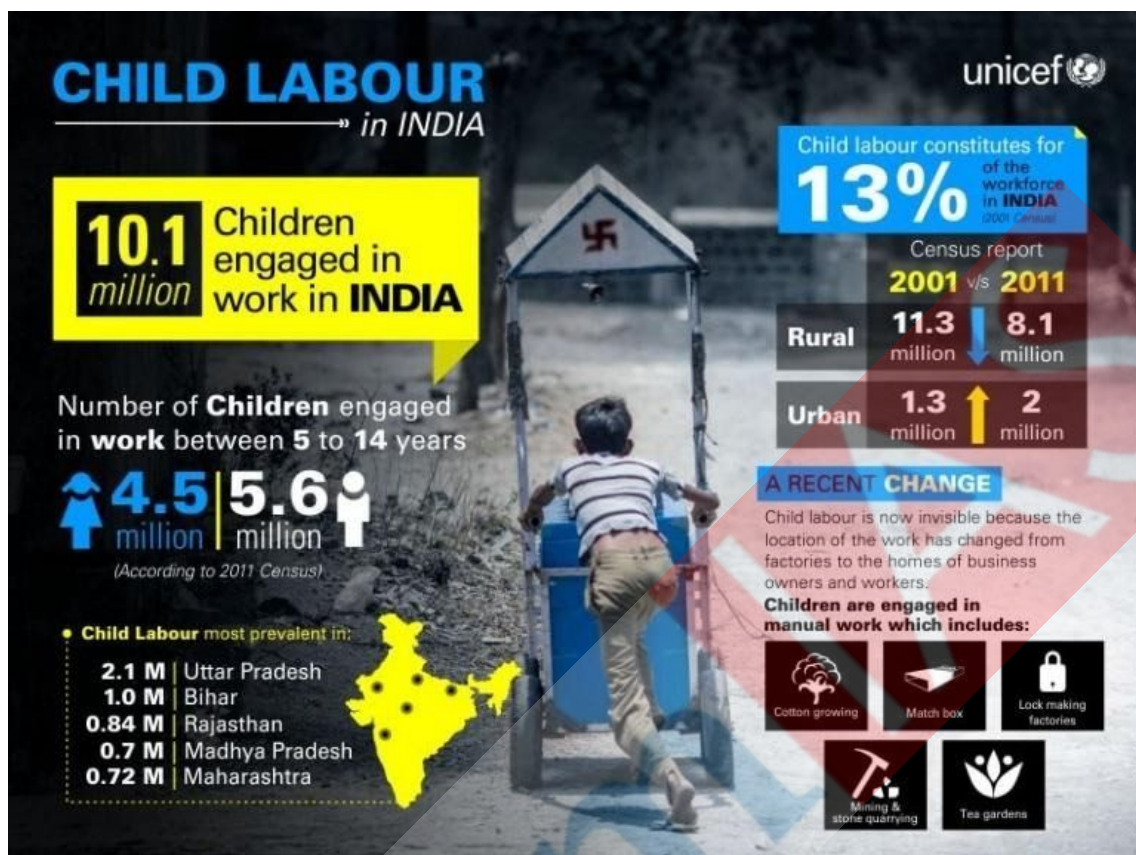 CHILD LABOUR
in INDIA
unicef
10.1
million
Children
engaged in
work in INDIA
Number of Children engaged
in work between 5 to 14 years
4.5
million
5.6
million
(According to 2011 Census)
Child Labour most prevalent in:
2.1 M | Uttar Pradesh
1.0 M | Bihar
0.84 M | Rajasthan
0.7 M | Madhya Pradesh
0.72 M | Maharashtra
Child labour constitutes for
13%
of the
workforce
in INDIA
(2001 Census)
Census report
2001 v/s 2011
Rural
11.3
million
8.1
million
Urban
1.3
million
2
million
A RECENT CHANGE
Child labour is now invisible because the
location of the work has changed from
factories to the homes of business
owners and workers.
Children are engaged in
manual work which includes:
Cotton growing
Match box
Lock making
factories
Mining &
stone quarrying
Tea gardens